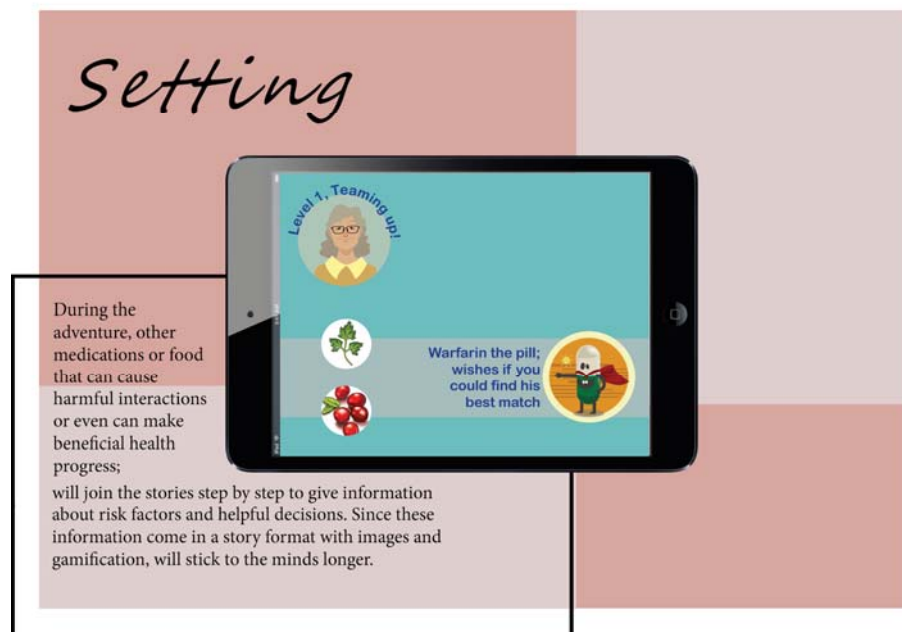 Setting
Level 1, Teaming up!
Warfarin the pill;
wishes if you
could find his
best match
During the
adventure, other
medications or food
that can cause
harmful interactions
or even can make
beneficial health
progress;
will join the stories step by step to give information
about risk factors and helpful decisions. Since these
information come in a story format with images and
gamification, will stick to the minds longer.